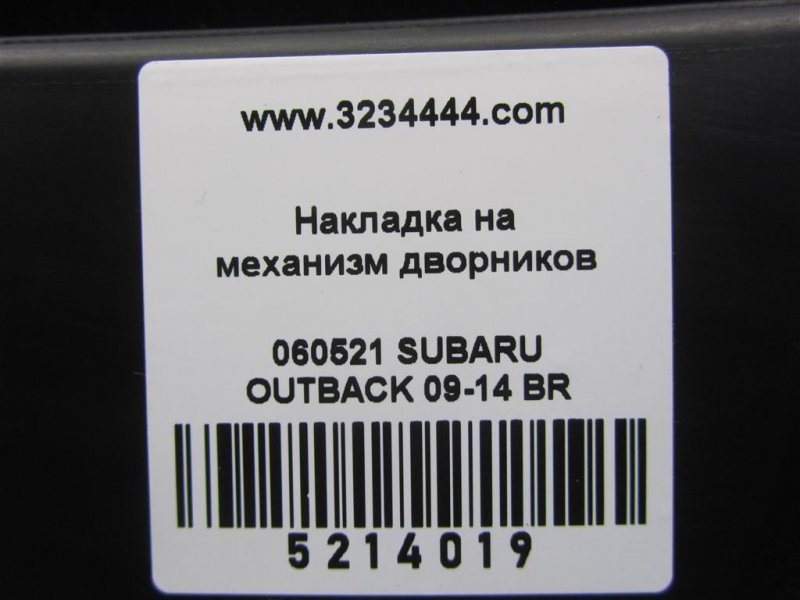 www.3234444.com
Накладка на
механизм дворников
060521 SUBARU
OUTBACK 09-14 BR
5214019